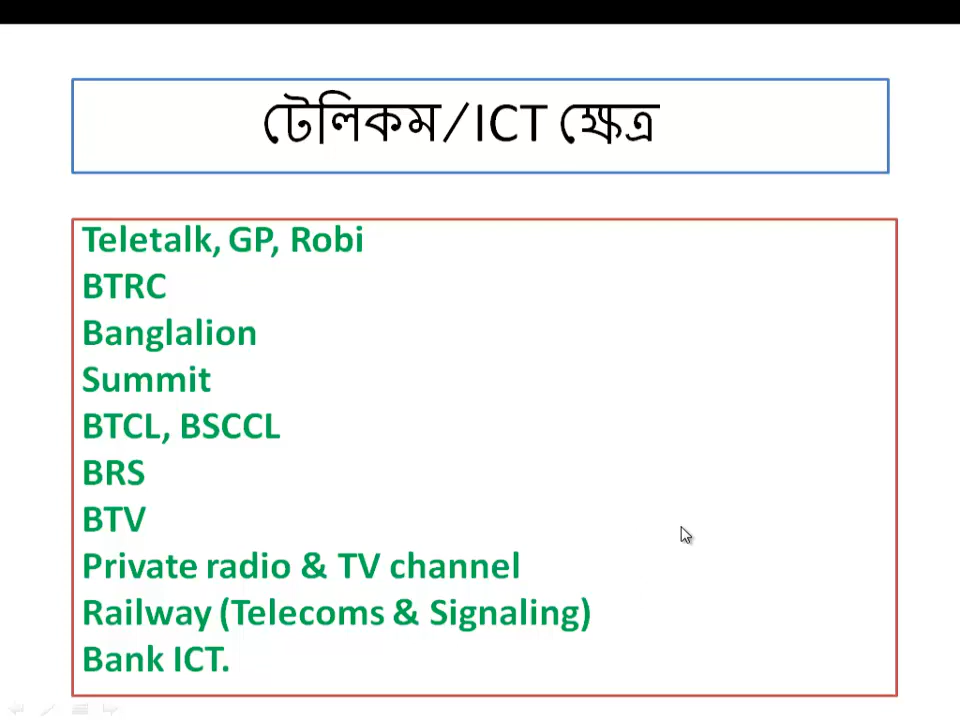 টেলিকম/ICT ক্ষেত্র
Teletalk, GP, Robi
BTRC
Banglalion
Summit
BTCL, BSCCL
BRS
BTV
Private radio & TV channel
Railway (Telecoms & Signaling)
Bank ICT.